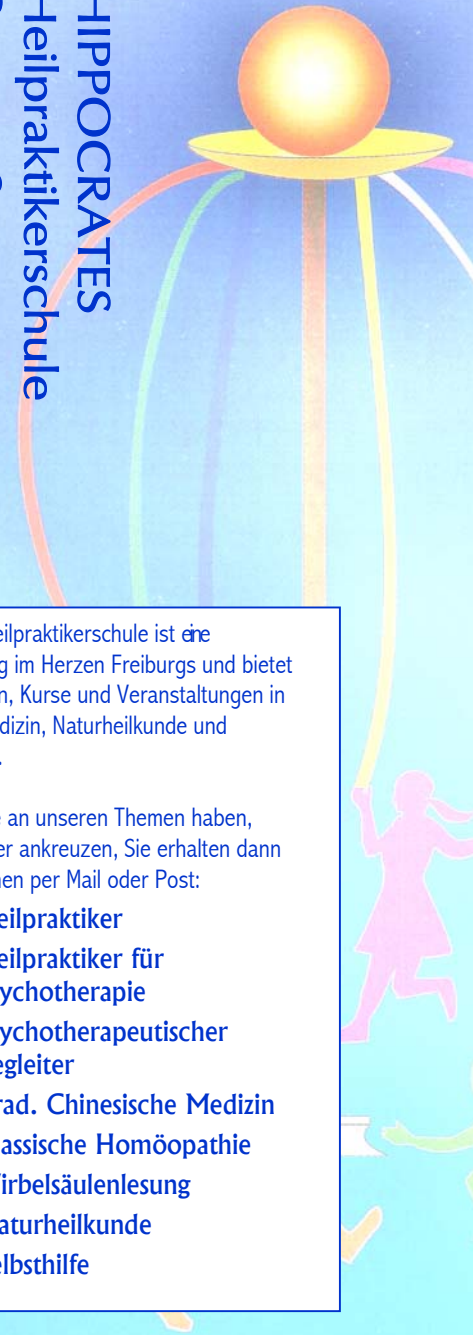 HIPPOCRATES
Heilpraktikerschule
eilpraktikerschule ist eine
g im Herzen Freiburgs und bietet
n, Kurse und Veranstaltungen in
dizin, Naturheilkunde und
.
e an unseren Themen haben,
er ankreuzen, Sie erhalten dann
nen per Mail oder Post:
eilpraktiker
eilpraktiker für
ychotherapie
ychotherapeutischer
egleiter
rad. Chinesische Medizin
assische Homöopathie
irbelsäulenlesung
aturheilkunde
elbsthilfe